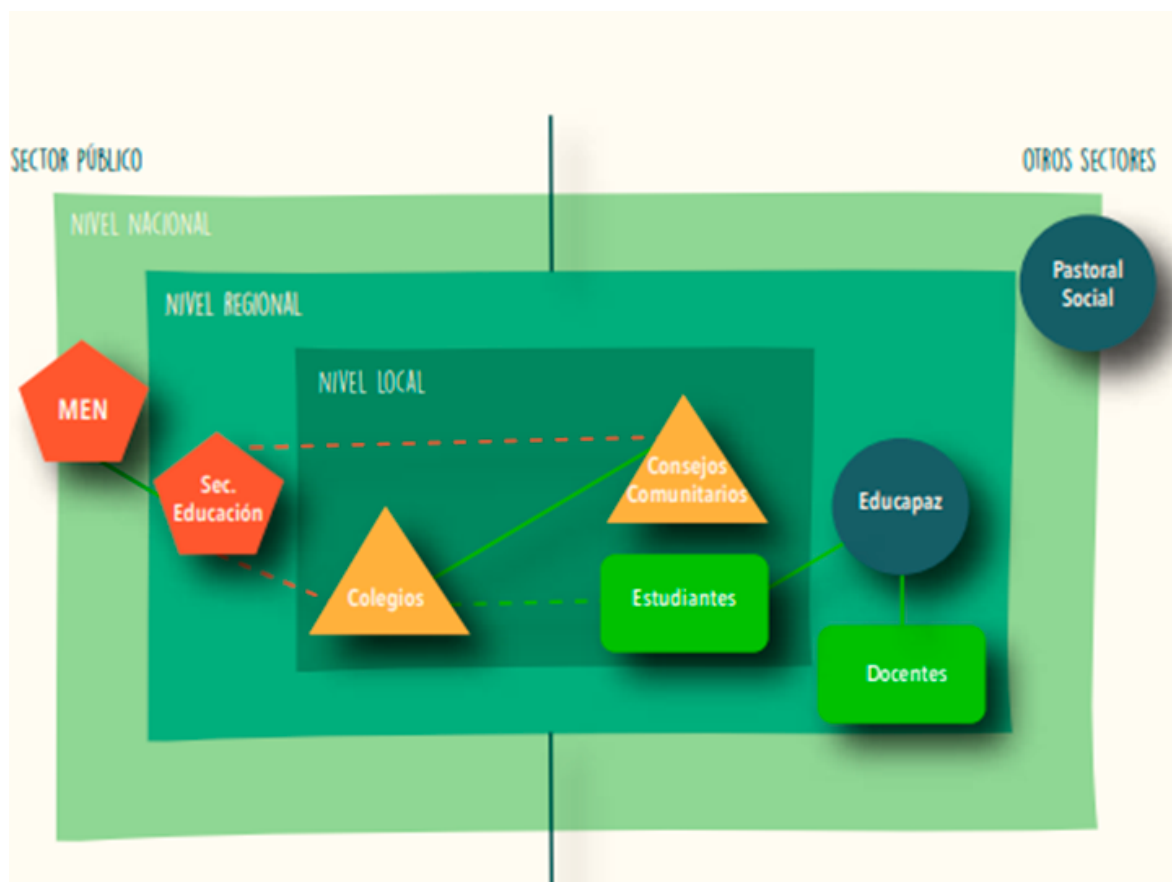 SECTOR PÚBLICO
OTROS SECTORES
NIVEL NACIONAL
Pastoral
Social
NIVEL REGIONAL
NIVEL LOCAL
MEN
Consejos
Comunitarios
Sec.
Educación
Educapaz
Colegios
Estudiantes
Docentes